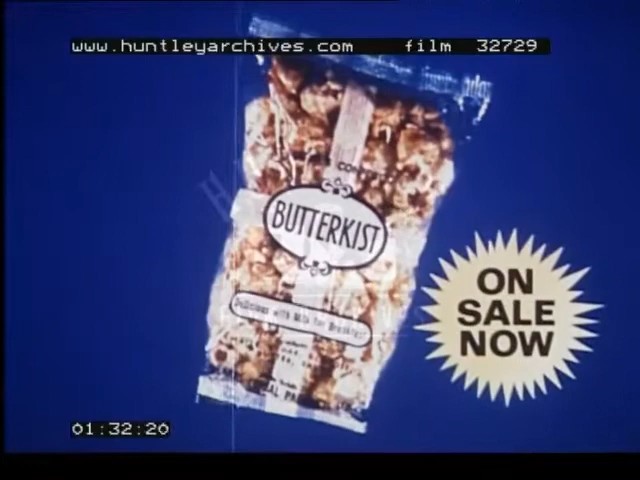 www.huntleyarchives.com film 32729
BUTTERKIST
Delicious with Milk for Breakfast
ON
SALE
NOW
01:32:20